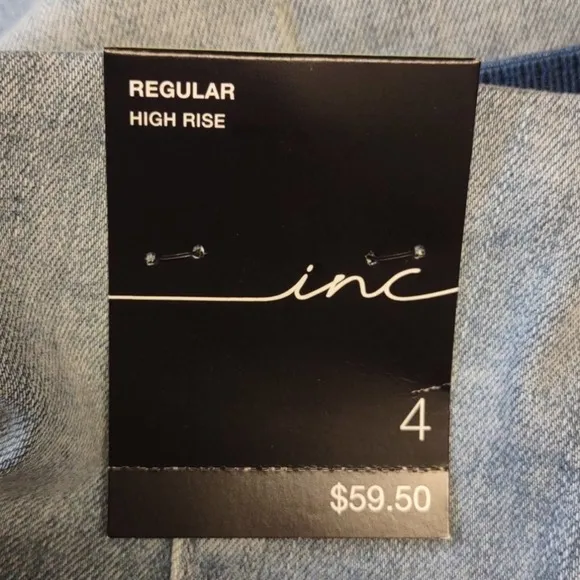 REGULAR
HIGH RISE
inc
4
$59.50